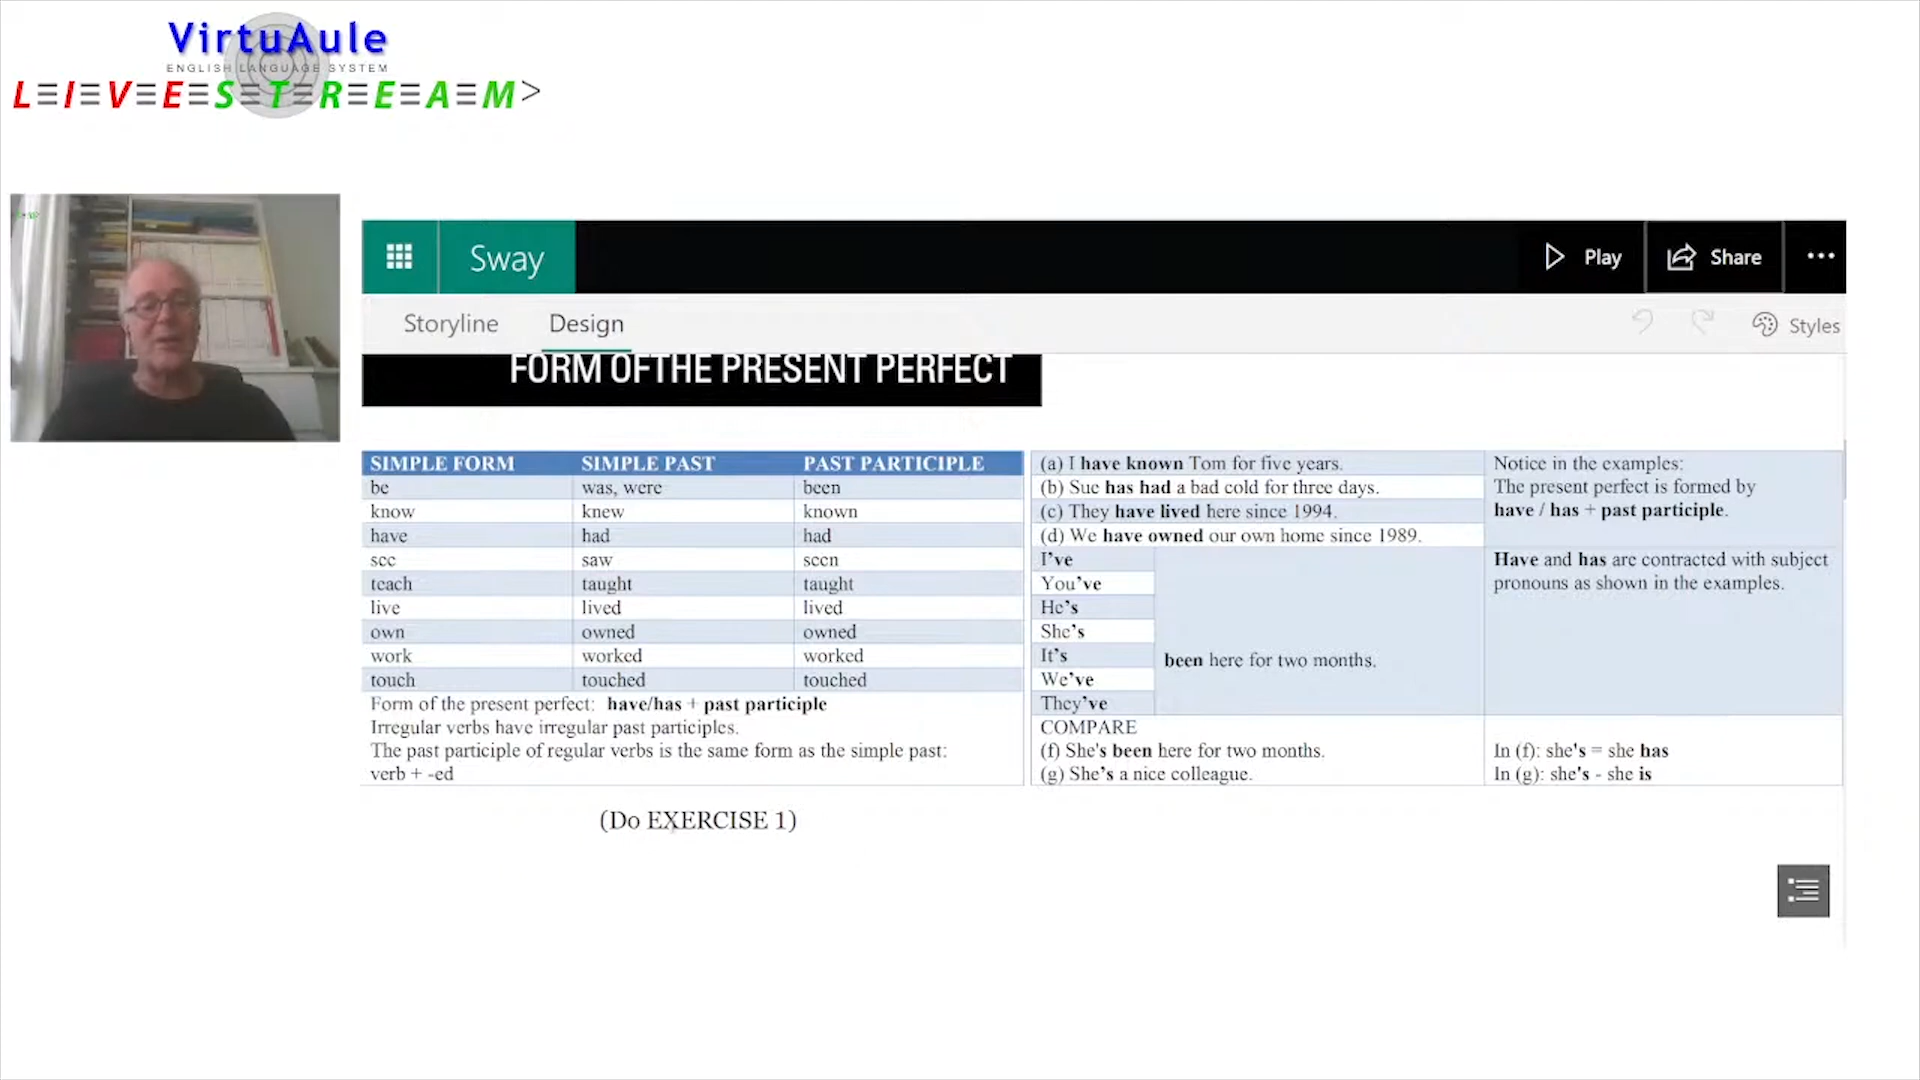 VirtuAule
ENGLISH LANGUAGE SYSTEM
L≡I≡V≡E≡S≡T≡R≡E≡A≡M>
Sway
Play
Share
Storyline
Design
Styles
FORM OFTHE PRESENT PERFECT
SIMPLE FORM SIMPLE PAST PAST PARTICIPLE
be was, were been
know knew known
have had had
see saw seen
teach taught taught
live lived lived
own owned owned
work worked worked
touch touched touched
Form of the present perfect: have/has + past participle
Irregular verbs have irregular past participles.
The past participle of regular verbs is the same form as the simple past:
verb + -ed
(a) I have known Tom for five years.
(b) Sue has had a bad cold for three days.
(c) They have lived here since 1994.
(d) We have owned our own home since 1989.
Notice in the examples:
The present perfect is formed by
have / has + past participle.
I've
You've
He's
She's
It's
We've
They've
been here for two months.
Have and has are contracted with subject
pronouns as shown in the examples.
COMPARE
(f) She's been here for two months.
(g) She's a nice colleague.
In (f): she's = she has
In (g): she's - she is
(Do EXERCISE 1)